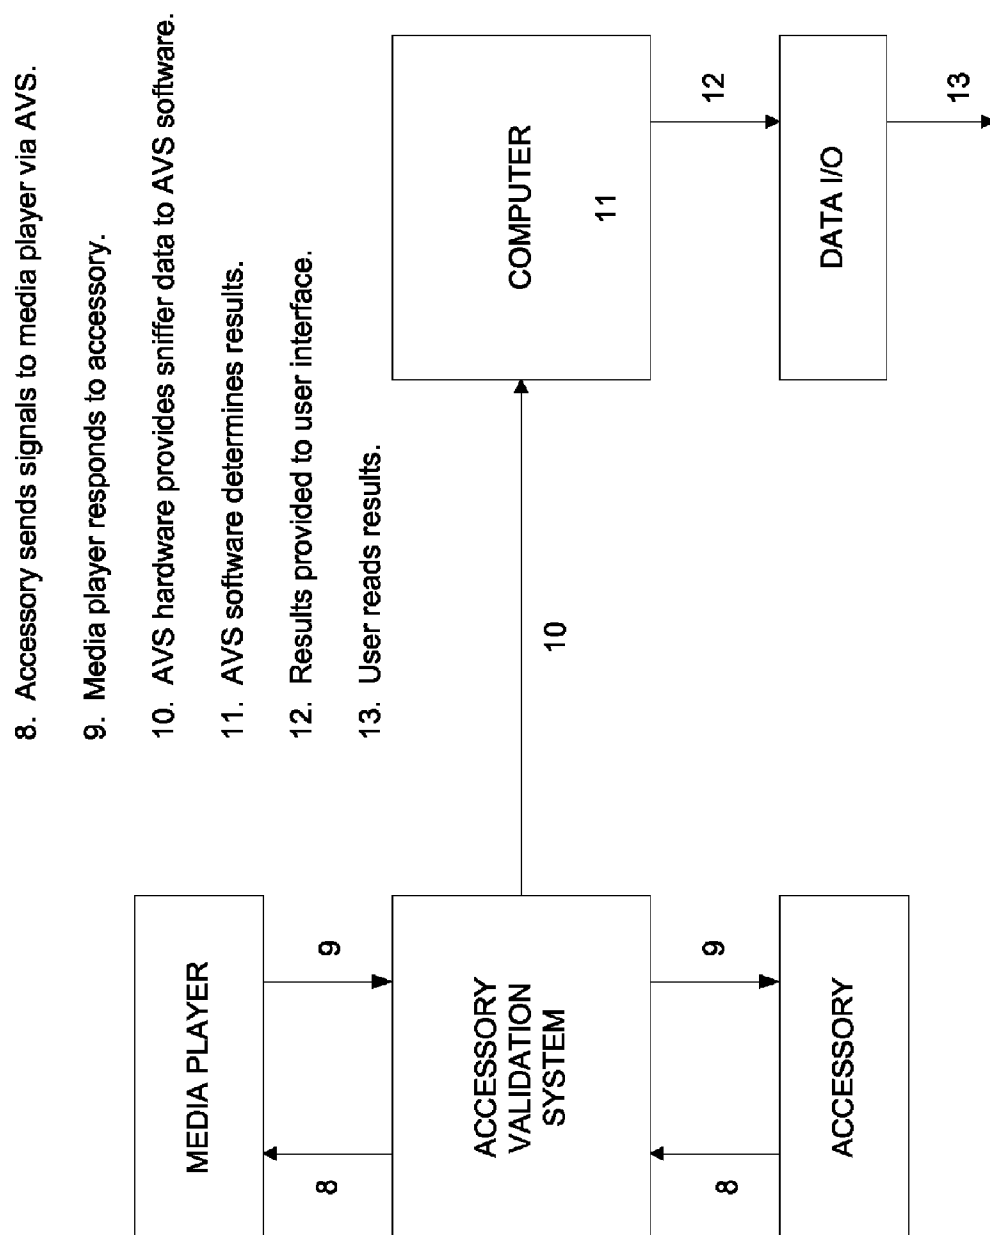 8. Accessory sends signals to media player via AVS.
9. Media player responds to accessory.
10. AVS hardware provides sniffer data to AVS software.
11. AVS software determines results.
12. Results provided to user interface.
13. User reads results.
MEDIA PLAYER
8
9
ACCESSORY
VALIDATION
SYSTEM
8
9
ACCESSORY
10
COMPUTER
11
12
DATA I/O
13